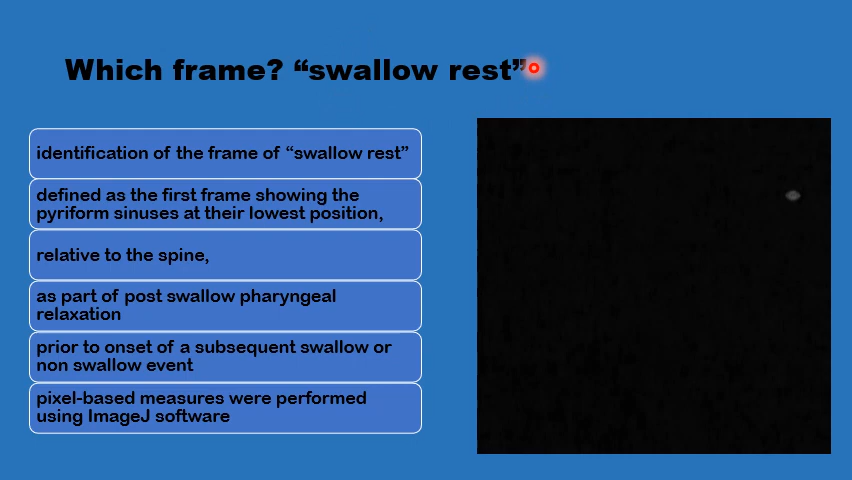 Which frame? “swallow rest”
identification of the frame of “swallow rest”
defined as the first frame showing the
pyriform sinuses at their lowest position,
relative to the spine,
as part of post swallow pharyngeal
relaxation
prior to onset of a subsequent swallow or
non swallow event
pixel-based measures were performed
using ImageJ software